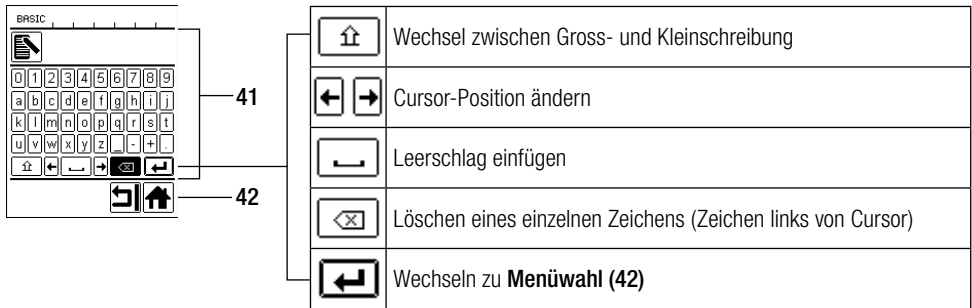 BASIC
0 1 2 3 4 5 6 7 8 9
a b c d e f g h i j
k l m n o p q r s t
u v w x y z _ - + .
41
42
Wechsel zwischen Gross- und Kleinschreibung
Cursor-Position ändern
Leerschlag einfügen
Löschen eines einzelnen Zeichens (Zeichen links von Cursor)
Wechseln zu Menüwahl (42)